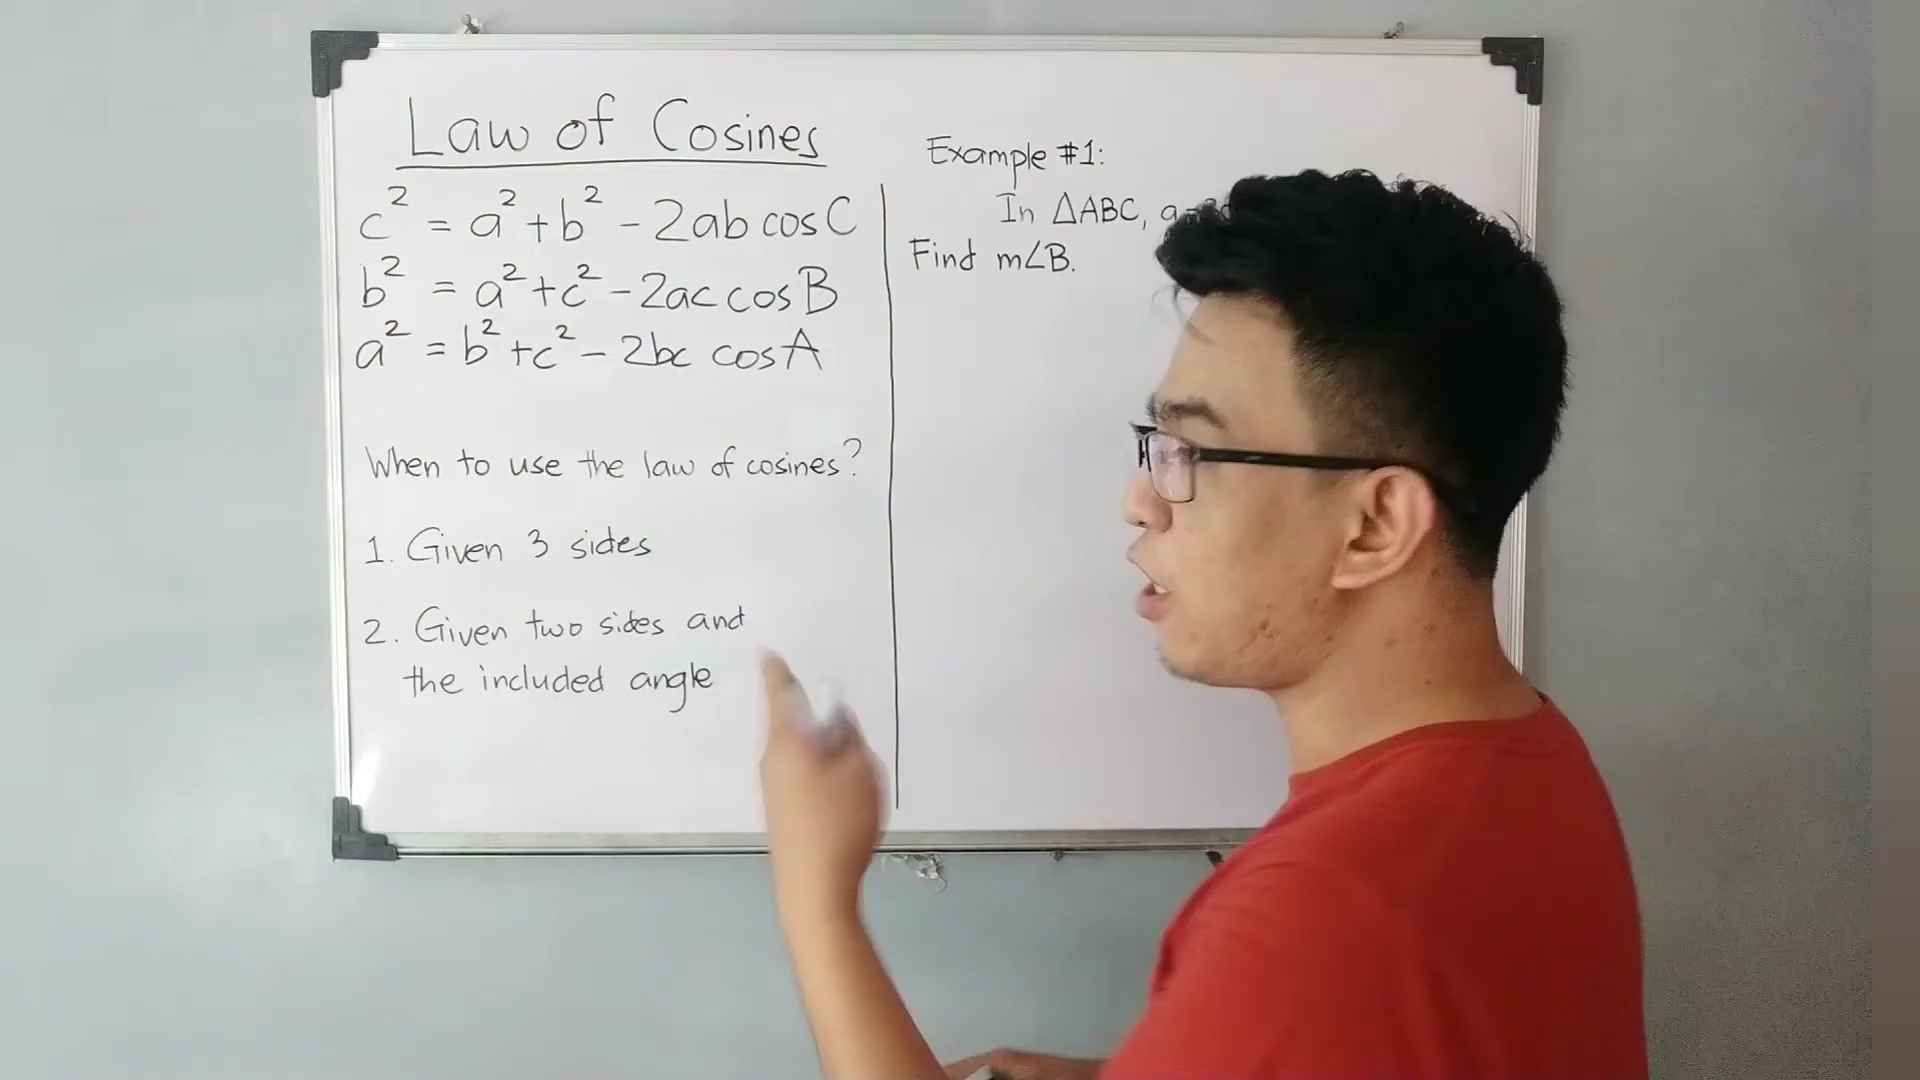 Law of Cosines
c² = a² + b² - 2ab cos C
b² = a² + c² - 2ac cos B
a² = b² + c² - 2bc cos A
When to use the law of cosines?
1. Given 3 sides
2. Given two sides and
the included angle
Example #1:
In △ABC, a=
Find m∠B.